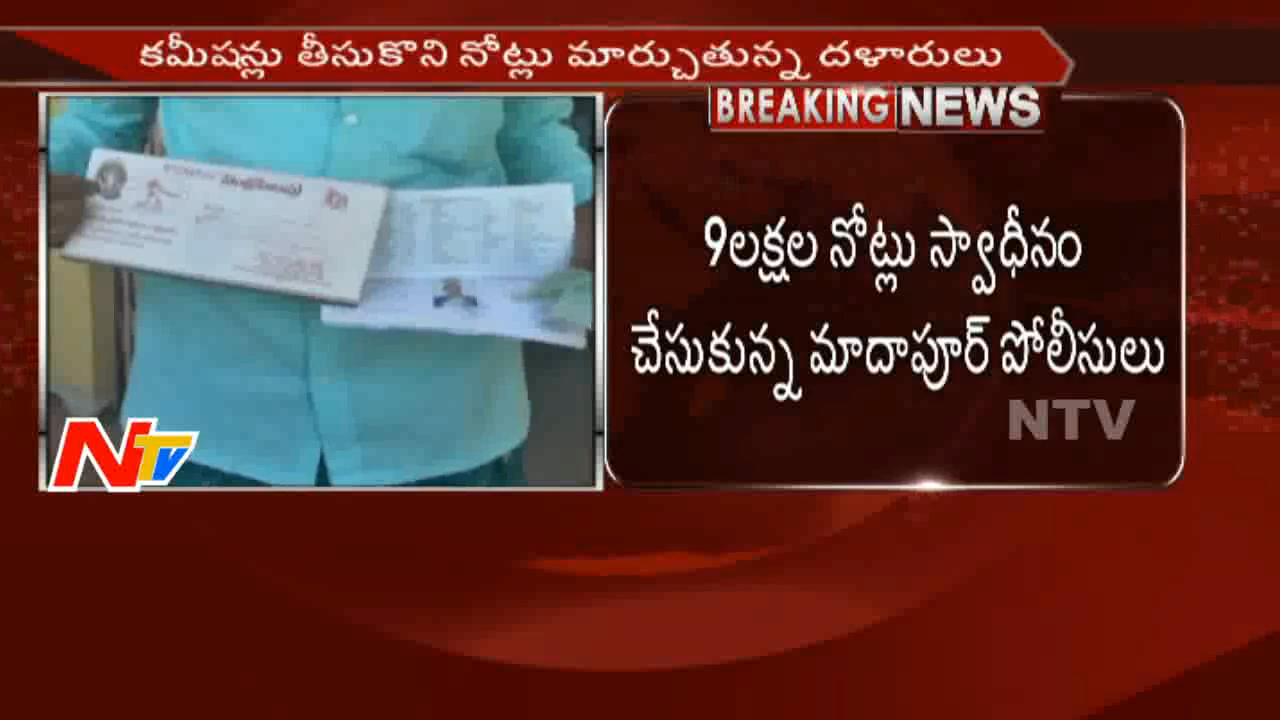 కమీషన్లు తీసుకొని నోట్లు మార్చుతున్న దళారులు
BREAKING NEWS
9లక్షల నోట్లు స్వాధీనం
చేసుకున్న మాదాపూర్ పోలీసులు
NTV
NTV